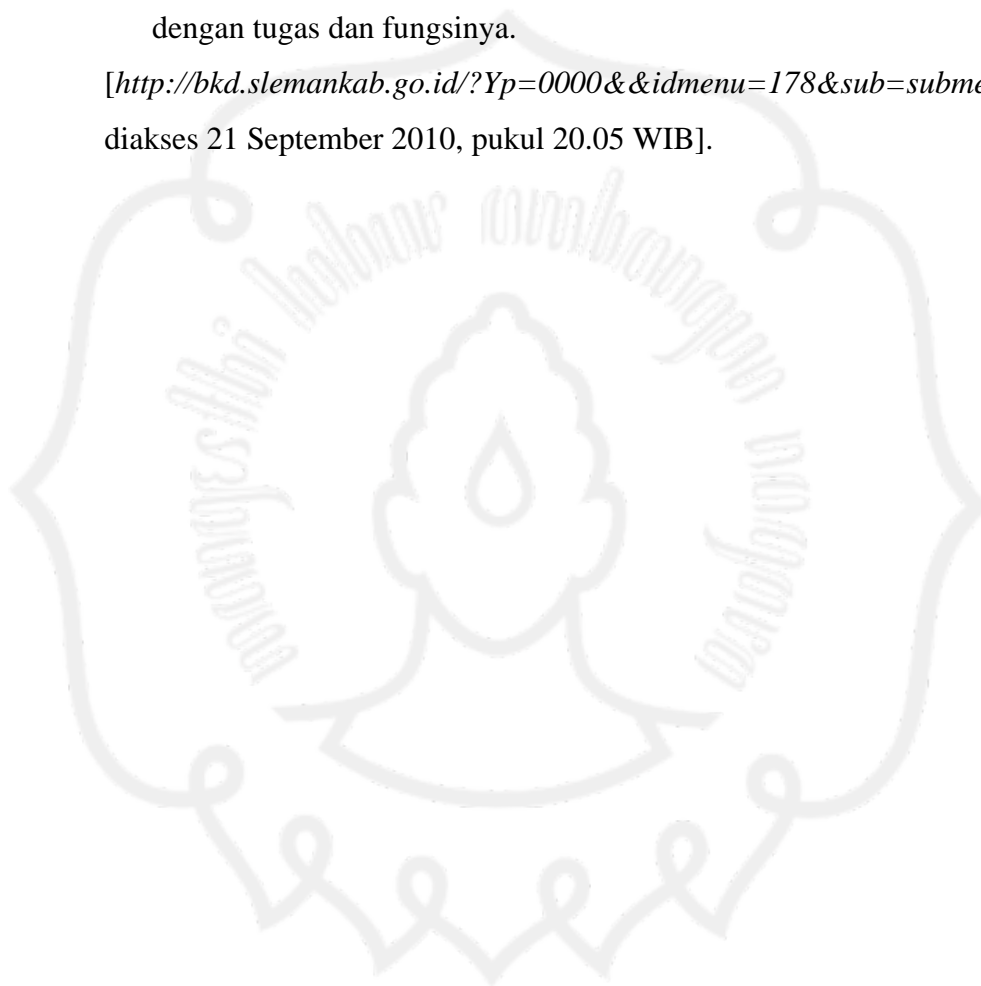 dengan tugas dan fungsinya.
[http://bkd.slemankab.go.id/?Yp=0000&&idmenu=178&sub=subme
diakses 21 September 2010, pukul 20.05 WIB].